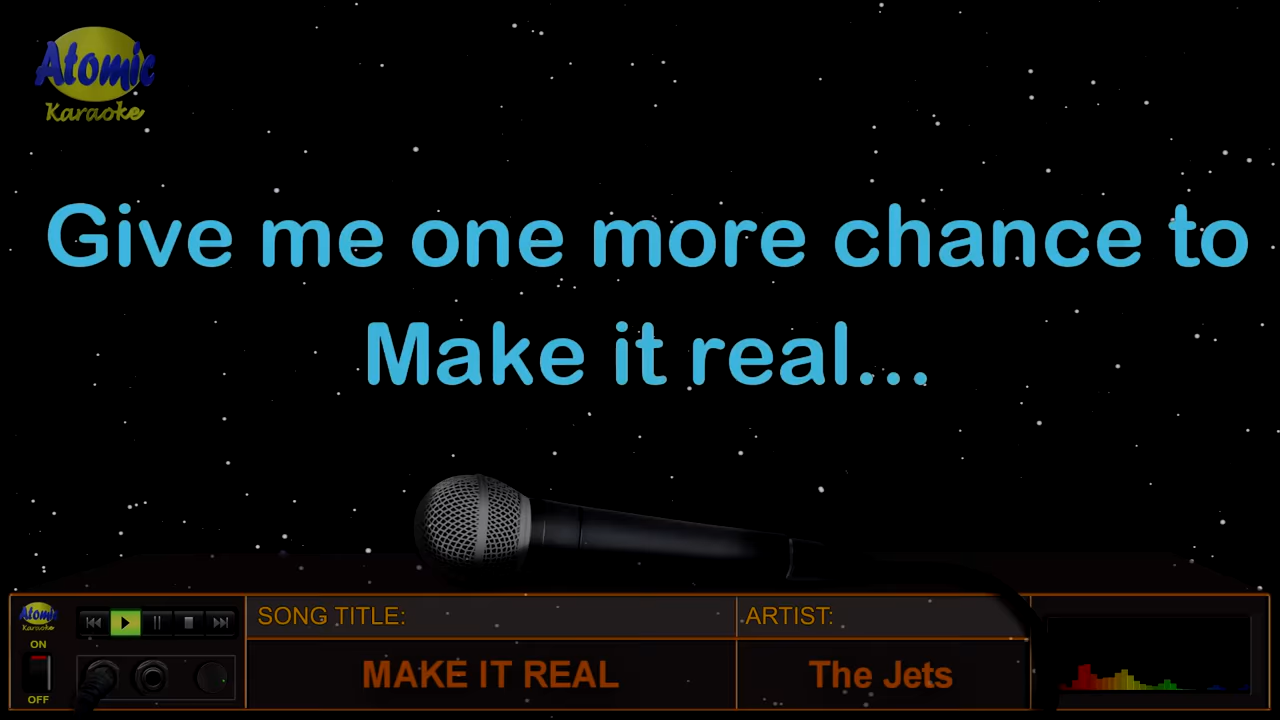 Atomic
Karaoke
Give me one more chance to
Make it real...
Atomic
Karaoke
ON
OFF
SONG TITLE:
MAKE IT REAL
ARTIST:
The Jets